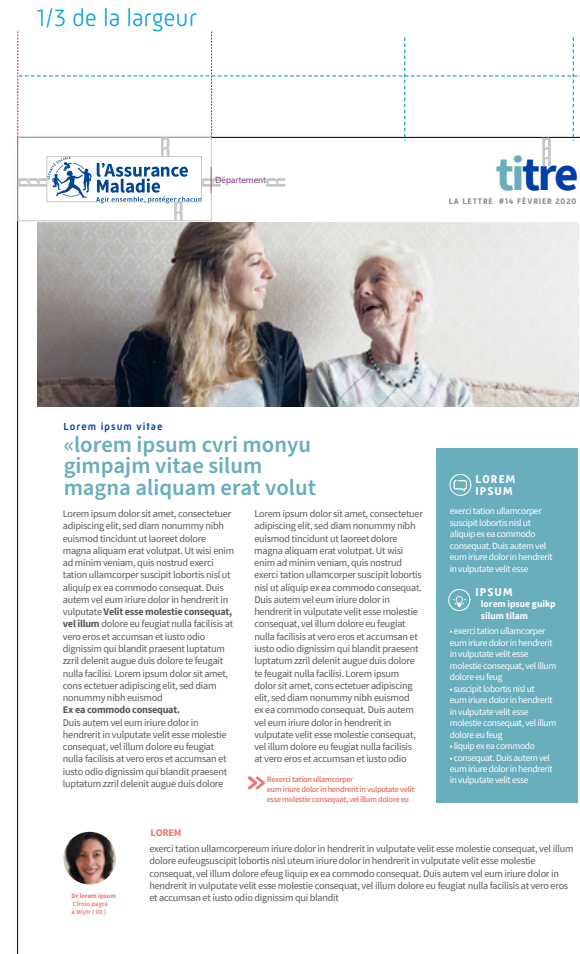 1/3 de la largeur
l'Assurance
Maladie
Agir ensemble, protéger chacun
Département
titre
LA LETTRE #14 FÉVRIER 2020
Lorem ipsum vitae
«lorem ipsum cvri monyu
gimpajm vitae silum
magna aliquam erat volut
Lorem ipsum dolor sit amet, consectetuer
adipiscing elit, sed diam nonummy nibh
euismod tincidunt ut laoreet dolore
magna aliquam erat volutpat. Ut wisi enim
ad minim veniam, quis nostrud exerci
tation ullamcorper suscipit lobortis nisl ut
aliquip ex ea commodo consequat. Duis
autem vel eum iriure dolor in hendrerit in
vulputate Velit esse molestie consequat,
vel illum dolore eu feugiat nulla facilisis at
vero eros et accumsan et iusto odio
dignissim qui blandit praesent luptatum
zzril delenit augue duis dolore te feugait
nulla facilisi. Lorem ipsum dolor sit amet,
cons ectetuer adipiscing elit, sed diam
nonummy nibh euismod
Ex ea commodo consequat.
Duis autem vel eum iriure dolor in
hendrerit in vulputate velit esse molestie
consequat, vel illum dolore eu feugiat
nulla facilisis at vero eros et accumsan et
iusto odio dignissim qui blandit praesent
luptatum zzril delenit augue duis dolore
Lorem ipsum dolor sit amet, consectetuer
adipiscing elit, sed diam nonummy nibh
euismod tincidunt ut laoreet dolore
magna aliquam erat volutpat. Ut wisi
enim ad minim veniam, quis nostrud
exerci tation ullamcorper suscipit lobortis
nisl ut aliquip ex ea commodo consequat.
Duis autem vel eum iriure dolor in
hendrerit in vulputate velit esse molestie
consequat, vel illum dolore eu feugiat
nulla facilisis at vero eros et accumsan et
iusto odio dignissim qui blandit praesent
luptatum zzril delenit augue duis dolore
te feugait nulla facilisi. Lorem ipsum
dolor sit amet, cons ectetuer adipiscing
elit, sed diam nonummy nibh euismod
ex ea commodo consequat. Duis autem
vel eum iriure dolor in hendrerit in
vulputate velit esse molestie consequat,
vel illum dolore eu feugiat nulla facilisis
at vero eros et accumsan et iusto odio
Rexerci tation ullamcorper
eum iriure dolor in hendrerit in vulputate velit
esse molestie consequat, vel illum dolore eu
LOREM
IPSUM
exerci tation ullamcorper
suscipit lobortis nisl ut
aliquip ex ea commodo
consequat. Duis autem vel
eum iriure dolor in hendrerit
in vulputate velit esse
IPSUM
lorem ipsue guikp
silum tilam
• exerci tation ullamcorper
eum iriure dolor in hendrerit
in vulputate velit esse
molestie consequat, vel illum
dolore eu feug
• suscipit lobortis nisl ut
eum iriure dolor in hendrerit
in vulputate velit esse
molestie consequat, vel illum
dolore eu feug
• liquip ex ea commodo
• consequat. Duis autem vel
eum iriure dolor in hendrerit
in vulputate velit esse
LOREM
exerci tation ullamcorpereum iriure dolor in hendrerit in vulputate velit esse molestie consequat, vel illum
dolore eufeugsuscipit lobortis nisl uteum iriure dolor in hendrerit in vulputate velit esse molestie
consequat, vel illum dolore efeug liquip ex ea commodo consequat. Duis autem vel eum iriure dolor in
hendrerit in vulputate velit esse molestie consequat, vel illum dolore eu feugiat nulla facilisis at vero eros
et accumsan et iusto odio dignissim qui blandit
Dr lorem ipsum
Cfroio pagra
à Miytr ( 00 )